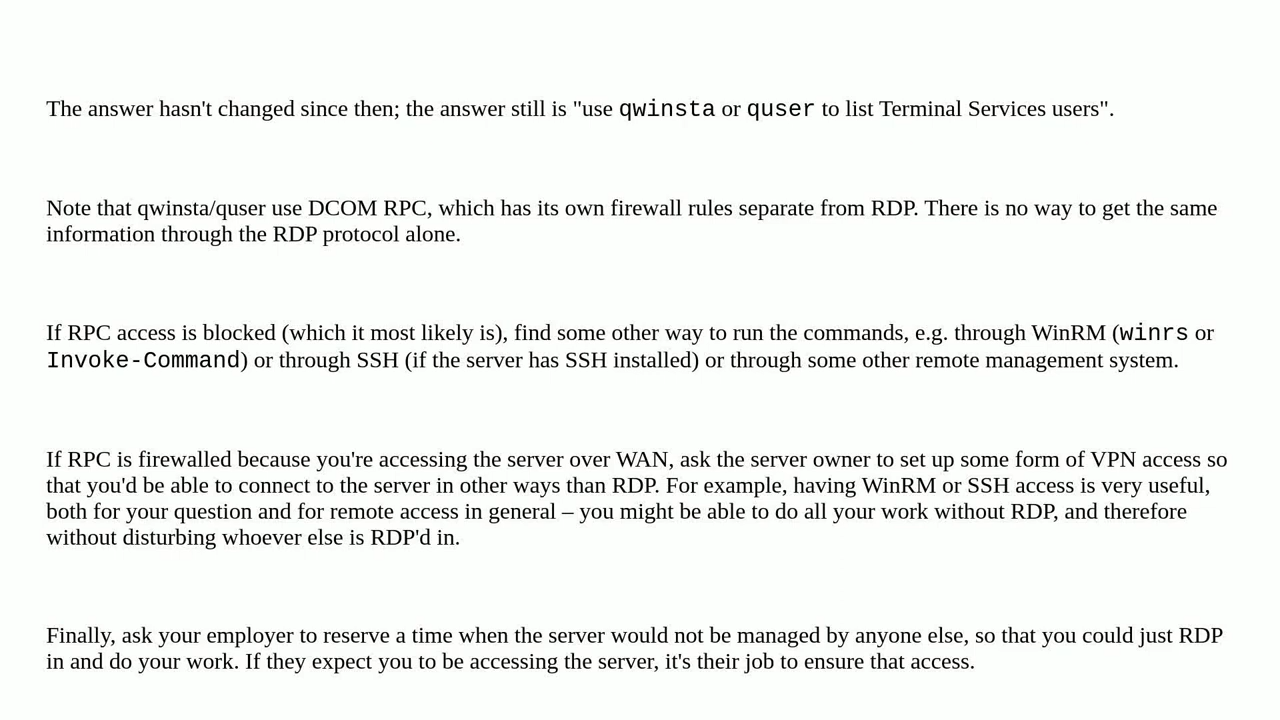 The answer hasn't changed since then; the answer still is "use qwinsta or quser to list Terminal Services users".
Note that qwinsta/quser use DCOM RPC, which has its own firewall rules separate from RDP. There is no way to get the same
information through the RDP protocol alone.
If RPC access is blocked (which it most likely is), find some other way to run the commands, e.g. through WinRM (winrs or
Invoke-Command) or through SSH (if the server has SSH installed) or through some other remote management system.
If RPC is firewalled because you're accessing the server over WAN, ask the server owner to set up some form of VPN access so
that you'd be able to connect to the server in other ways than RDP. For example, having WinRM or SSH access is very useful,
both for your question and for remote access in general – you might be able to do all your work without RDP, and therefore
without disturbing whoever else is RDP'd in.
Finally, ask your employer to reserve a time when the server would not be managed by anyone else, so that you could just RDP
in and do your work. If they expect you to be accessing the server, it's their job to ensure that access.